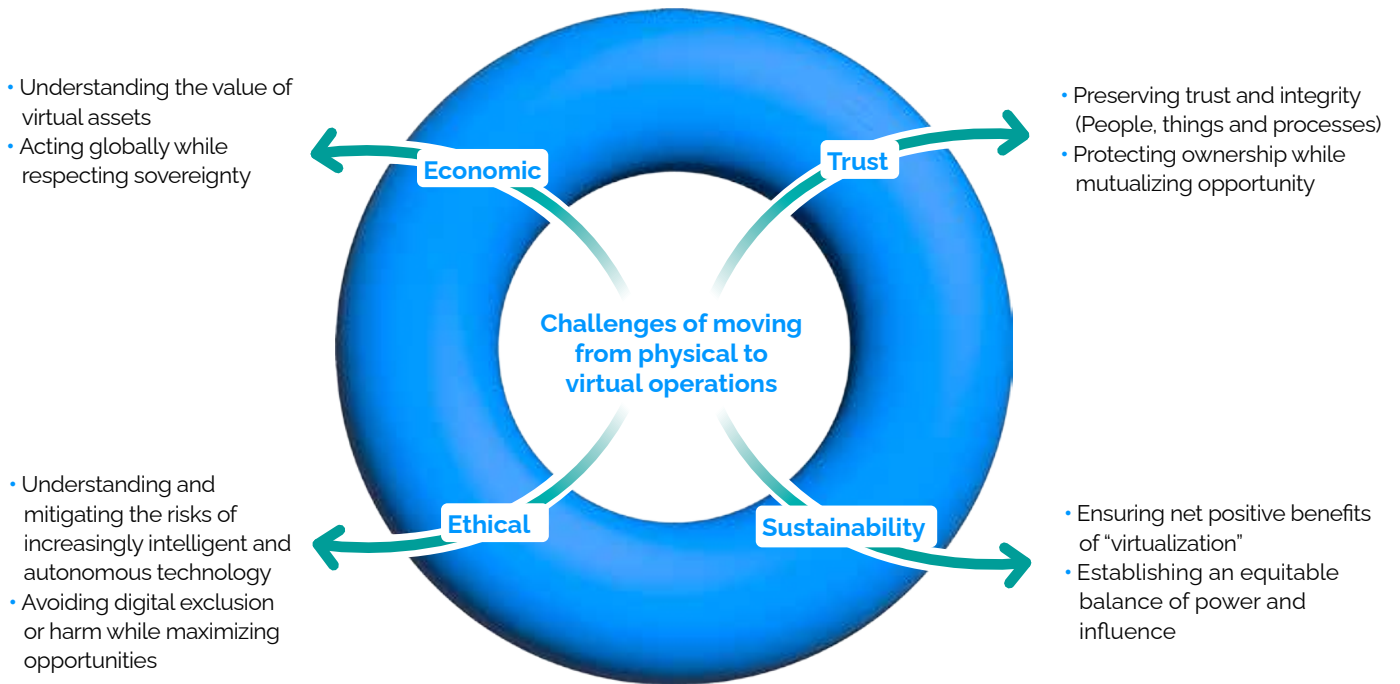 • Understanding the value of
virtual assets
• Acting globally while
respecting sovereignty
Economic
Trust
• Preserving trust and integrity
(People, things and processes)
• Protecting ownership while
mutualizing opportunity
Challenges of moving
from physical to
virtual operations
• Understanding and
mitigating the risks of
increasingly intelligent and
autonomous technology
• Avoiding digital exclusion
or harm while maximizing
opportunities
Ethical
Sustainability
• Ensuring net positive benefits
of “virtualization”
• Establishing an equitable
balance of power and
influence